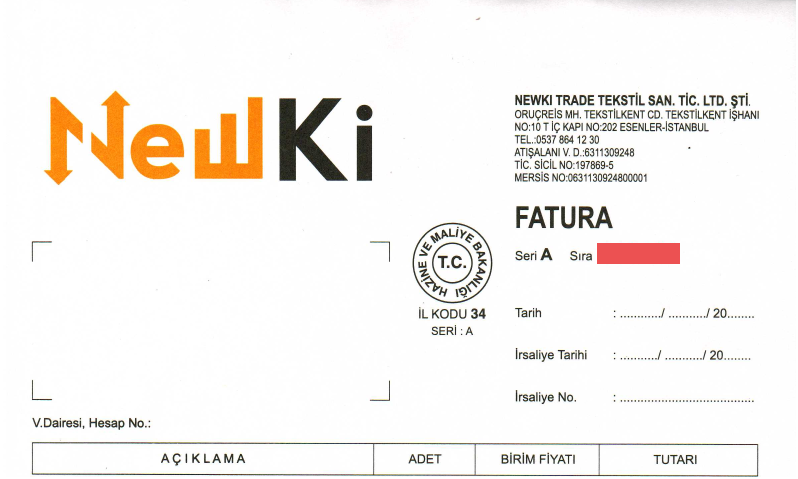 NewKi
NEWKI TRADE TEKSTİL SAN. TİC. LTD. ŞTİ.
ORUÇREİS MH. TEKSTİLKENT CD. TEKSTİLKENT İŞHANI
NO:10 T İÇ KAPI NO:202 ESENLER-İSTANBUL
TEL.:0537 864 12 30
ATIŞALANI V. D.:6311309248
TİC. SİCİL NO:197869-5
MERSİS NO:0631130924800001
FATURA
Seri A Sıra
HAZİNE VE MALİYE BAKANLIĞI
T.C.
İL KODU 34
SERİ : A
Tarih : .........../ .........../ 20........
İrsaliye Tarihi : .........../ .........../ 20........
İrsaliye No. : .....................................
V.Dairesi, Hesap No.:
AÇIKLAMA ADET BİRİM FİYATI TUTARI